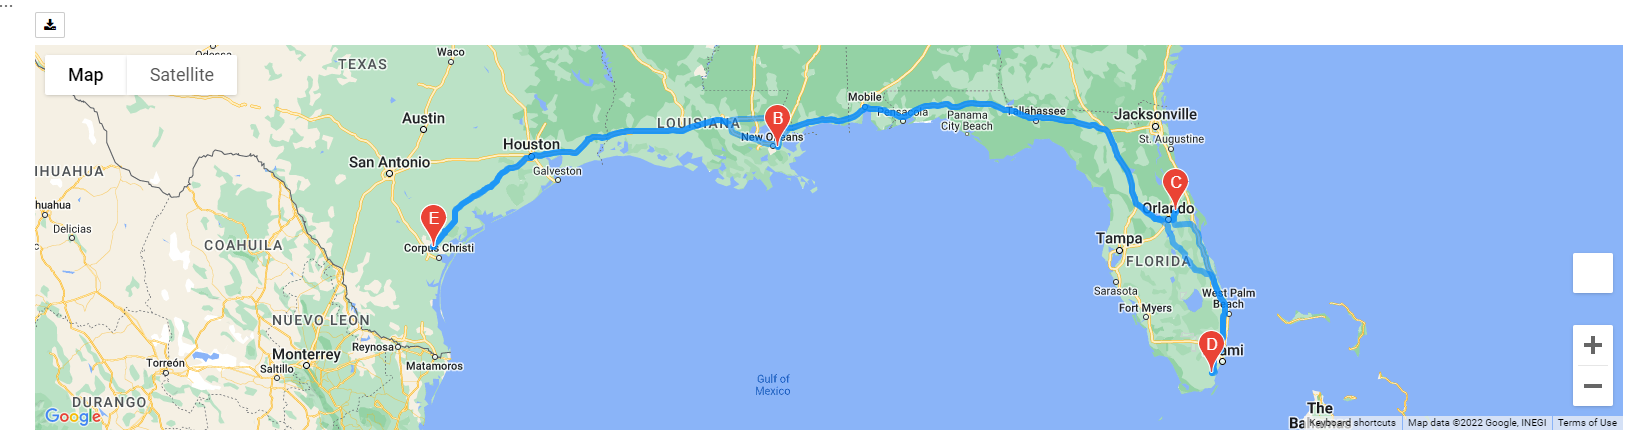 ...
Map
Satellite
Odessa
Waco
TEXAS
Austin
LOUISIANA
Mobile
Pensacola
Tallahassee
Panama
City Beach
Jacksonville
St. Augustine
B
New Orleans
Houston
San Antonio
Galveston
IHUAHUA
huahua
Delicias
COAHUILA
E
Corpus Christi
C
Orlando
Tampa
FLORIDA
Sarasota
Fort Myers
West Palm
Beach
D
ami
NUEVO LEON
Reynosa
Monterrey
Matamoros
Torreón
Saltillo
DURANGO
Gulf of
Mexico
The
Ba
Google
Keyboard shortcuts
Map data ©2022 Google, INEGI
Terms of Use